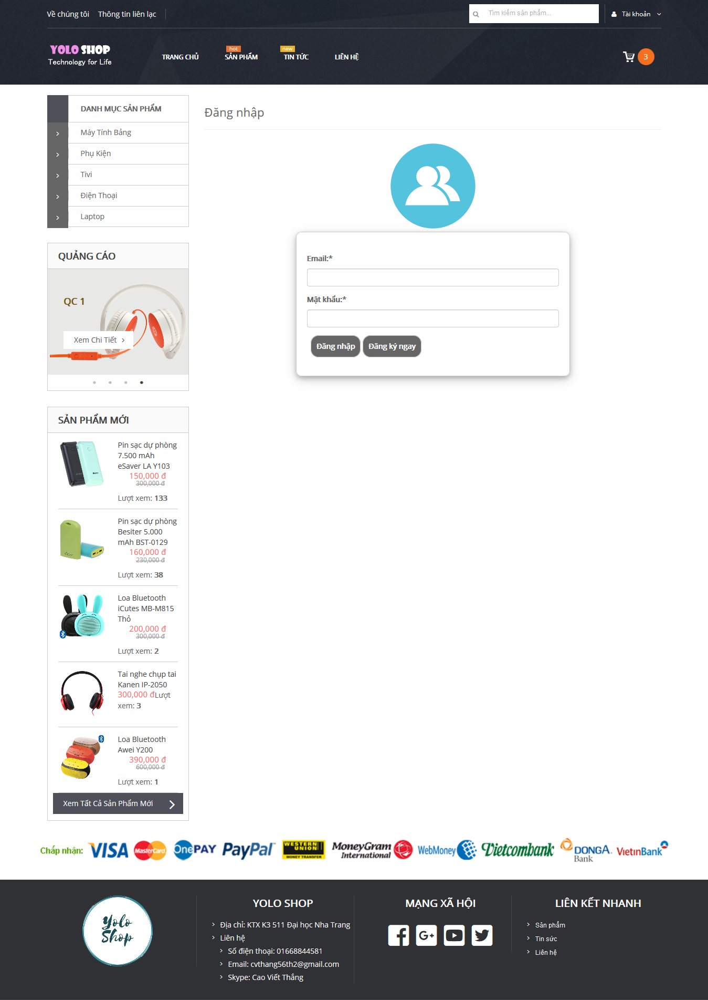 Về chúng tôi
Thông tin liên lạc
Tìm kiếm sản phẩm...
Tài khoản
YOLO SHOP
Technology for Life
TRANG CHỦ
hot
SẢN PHẨM
new
TIN TỨC
LIÊN HỆ
3
DANH MỤC SẢN PHẨM
Máy Tính Bảng
Phụ Kiện
Tivi
Điện Thoại
Laptop
Đăng nhập
Email:*
Mật khẩu:*
Đăng nhập
Đăng ký ngay
QUẢNG CÁO
QC 1
Xem Chi Tiết
SẢN PHẨM MỚI
Pin sạc dự phòng
7.500 mAh
eSaver LA Y103
150,000 đ
300,000 đ
Lượt xem: 133
Pin sạc dự phòng
Besiter 5.000
mAh BST-0129
160,000 đ
230,000 đ
Lượt xem: 38
Loa Bluetooth
iCutes MB-M815
Thỏ
200,000 đ
300,000 đ
Lượt xem: 2
Tai nghe chụp tai
Kanen IP-2050
300,000 đLượt
xem: 3
Loa Bluetooth
Awei Y200
390,000 đ
600,000 đ
Lượt xem: 1
Xem Tất Cả Sản Phẩm Mới
Chấp nhận:
VISA
MasterCard
OnePAY
PayPal
WESTERN UNION
MONEY TRANSFER
MoneyGram
International
WebMoney
Vietcombank
DONGA
Bank
VietinBank
Yolo
Shop
YOLO SHOP
Địa chỉ: KTX K3 511 Đại học Nha Trang
Liên hệ
Số điện thoại: 01668844581
Email: cvthang56th2@gmail.com
Skype: Cao Viết Thắng
MẠNG XÃ HỘI
G+
LIÊN KẾT NHANH
Sản phẩm
Tin sức
Liên hệ